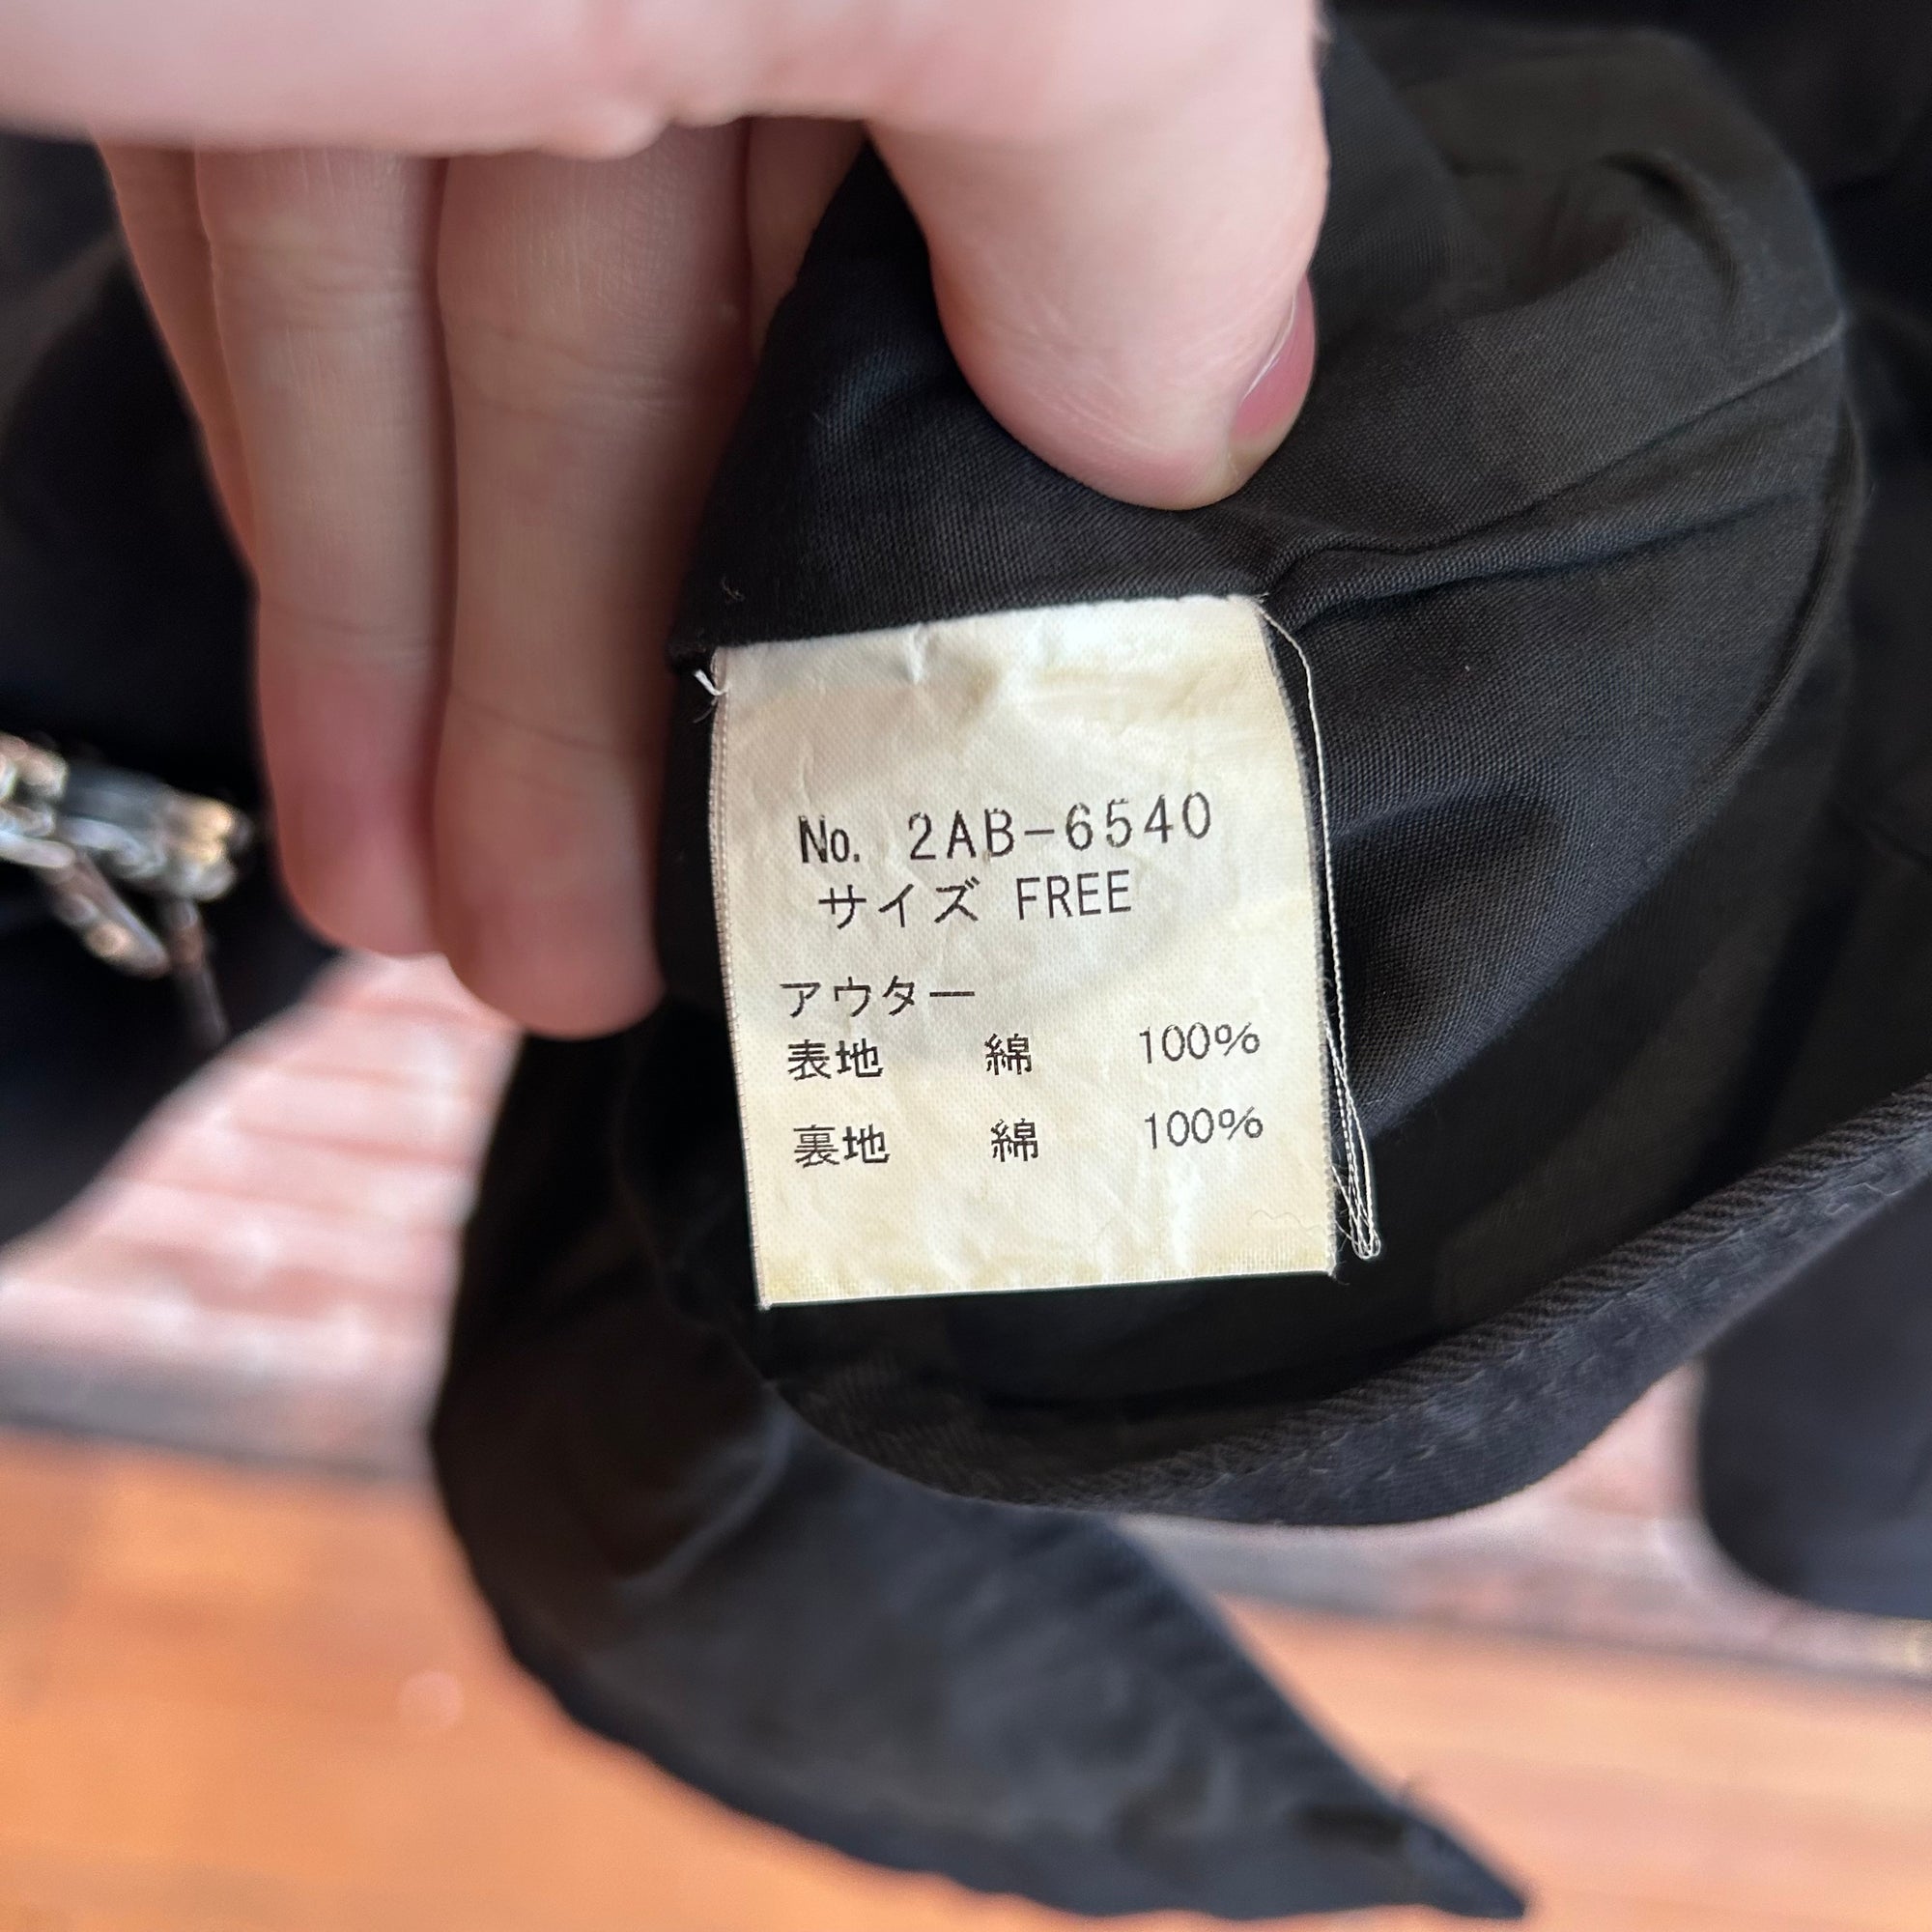 No. 2AB-6540
サイズ FREE
アウター
表地 綿 100%
裏地 綿 100%